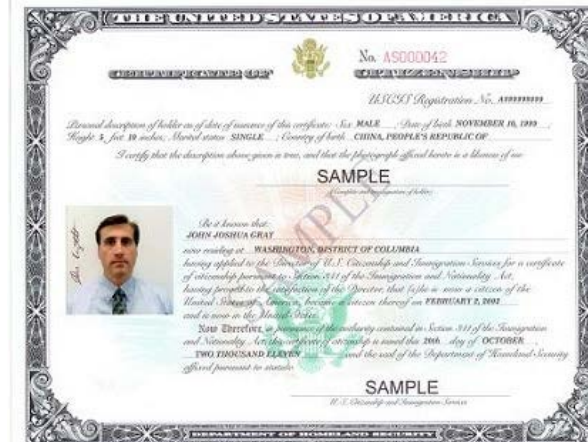 THE UNITED STATES OF AMERICA
No. AS000042
CERTIFICATE OF CITIZENSHIP
USCIS Registration No. A099999999
Personal description of holder as of date of issuance of this certificate: Sex MALE ; Date of birth NOVEMBER 10, 1999 ;
Height 5 feet 10 inches; Marital status SINGLE ; Country of birth CHINA, PEOPLE'S REPUBLIC OF
I certify that the description above given is true, and that the photograph affixed hereto is a likeness of me.
SAMPLE
(Complete and true signature of holder)
SAMPLE
Be it known that:
JOHN JOSHUA GRAY
now residing at WASHINGTON, DISTRICT OF COLUMBIA
having applied to the Director of U.S. Citizenship and Immigration Services for a certificate
of citizenship pursuant to Section 341 of the Immigration and Nationality Act,
having proved to the satisfaction of the Director, that (s)he is now a citizen of the
United States of America, became a citizen thereof on FEBRUARY 2, 2002
and is now in the United States.
Now Therefore, in pursuance of the authority contained in Section 341 of the Immigration
and Nationality Act, this certificate of citizenship is issued this 20th day of OCTOBER
TWO THOUSAND ELEVEN and the seal of the Department of Homeland Security
affixed pursuant to statute.
SAMPLE
U. S. Citizenship and Immigration Services
DEPARTMENT OF HOMELAND SECURITY